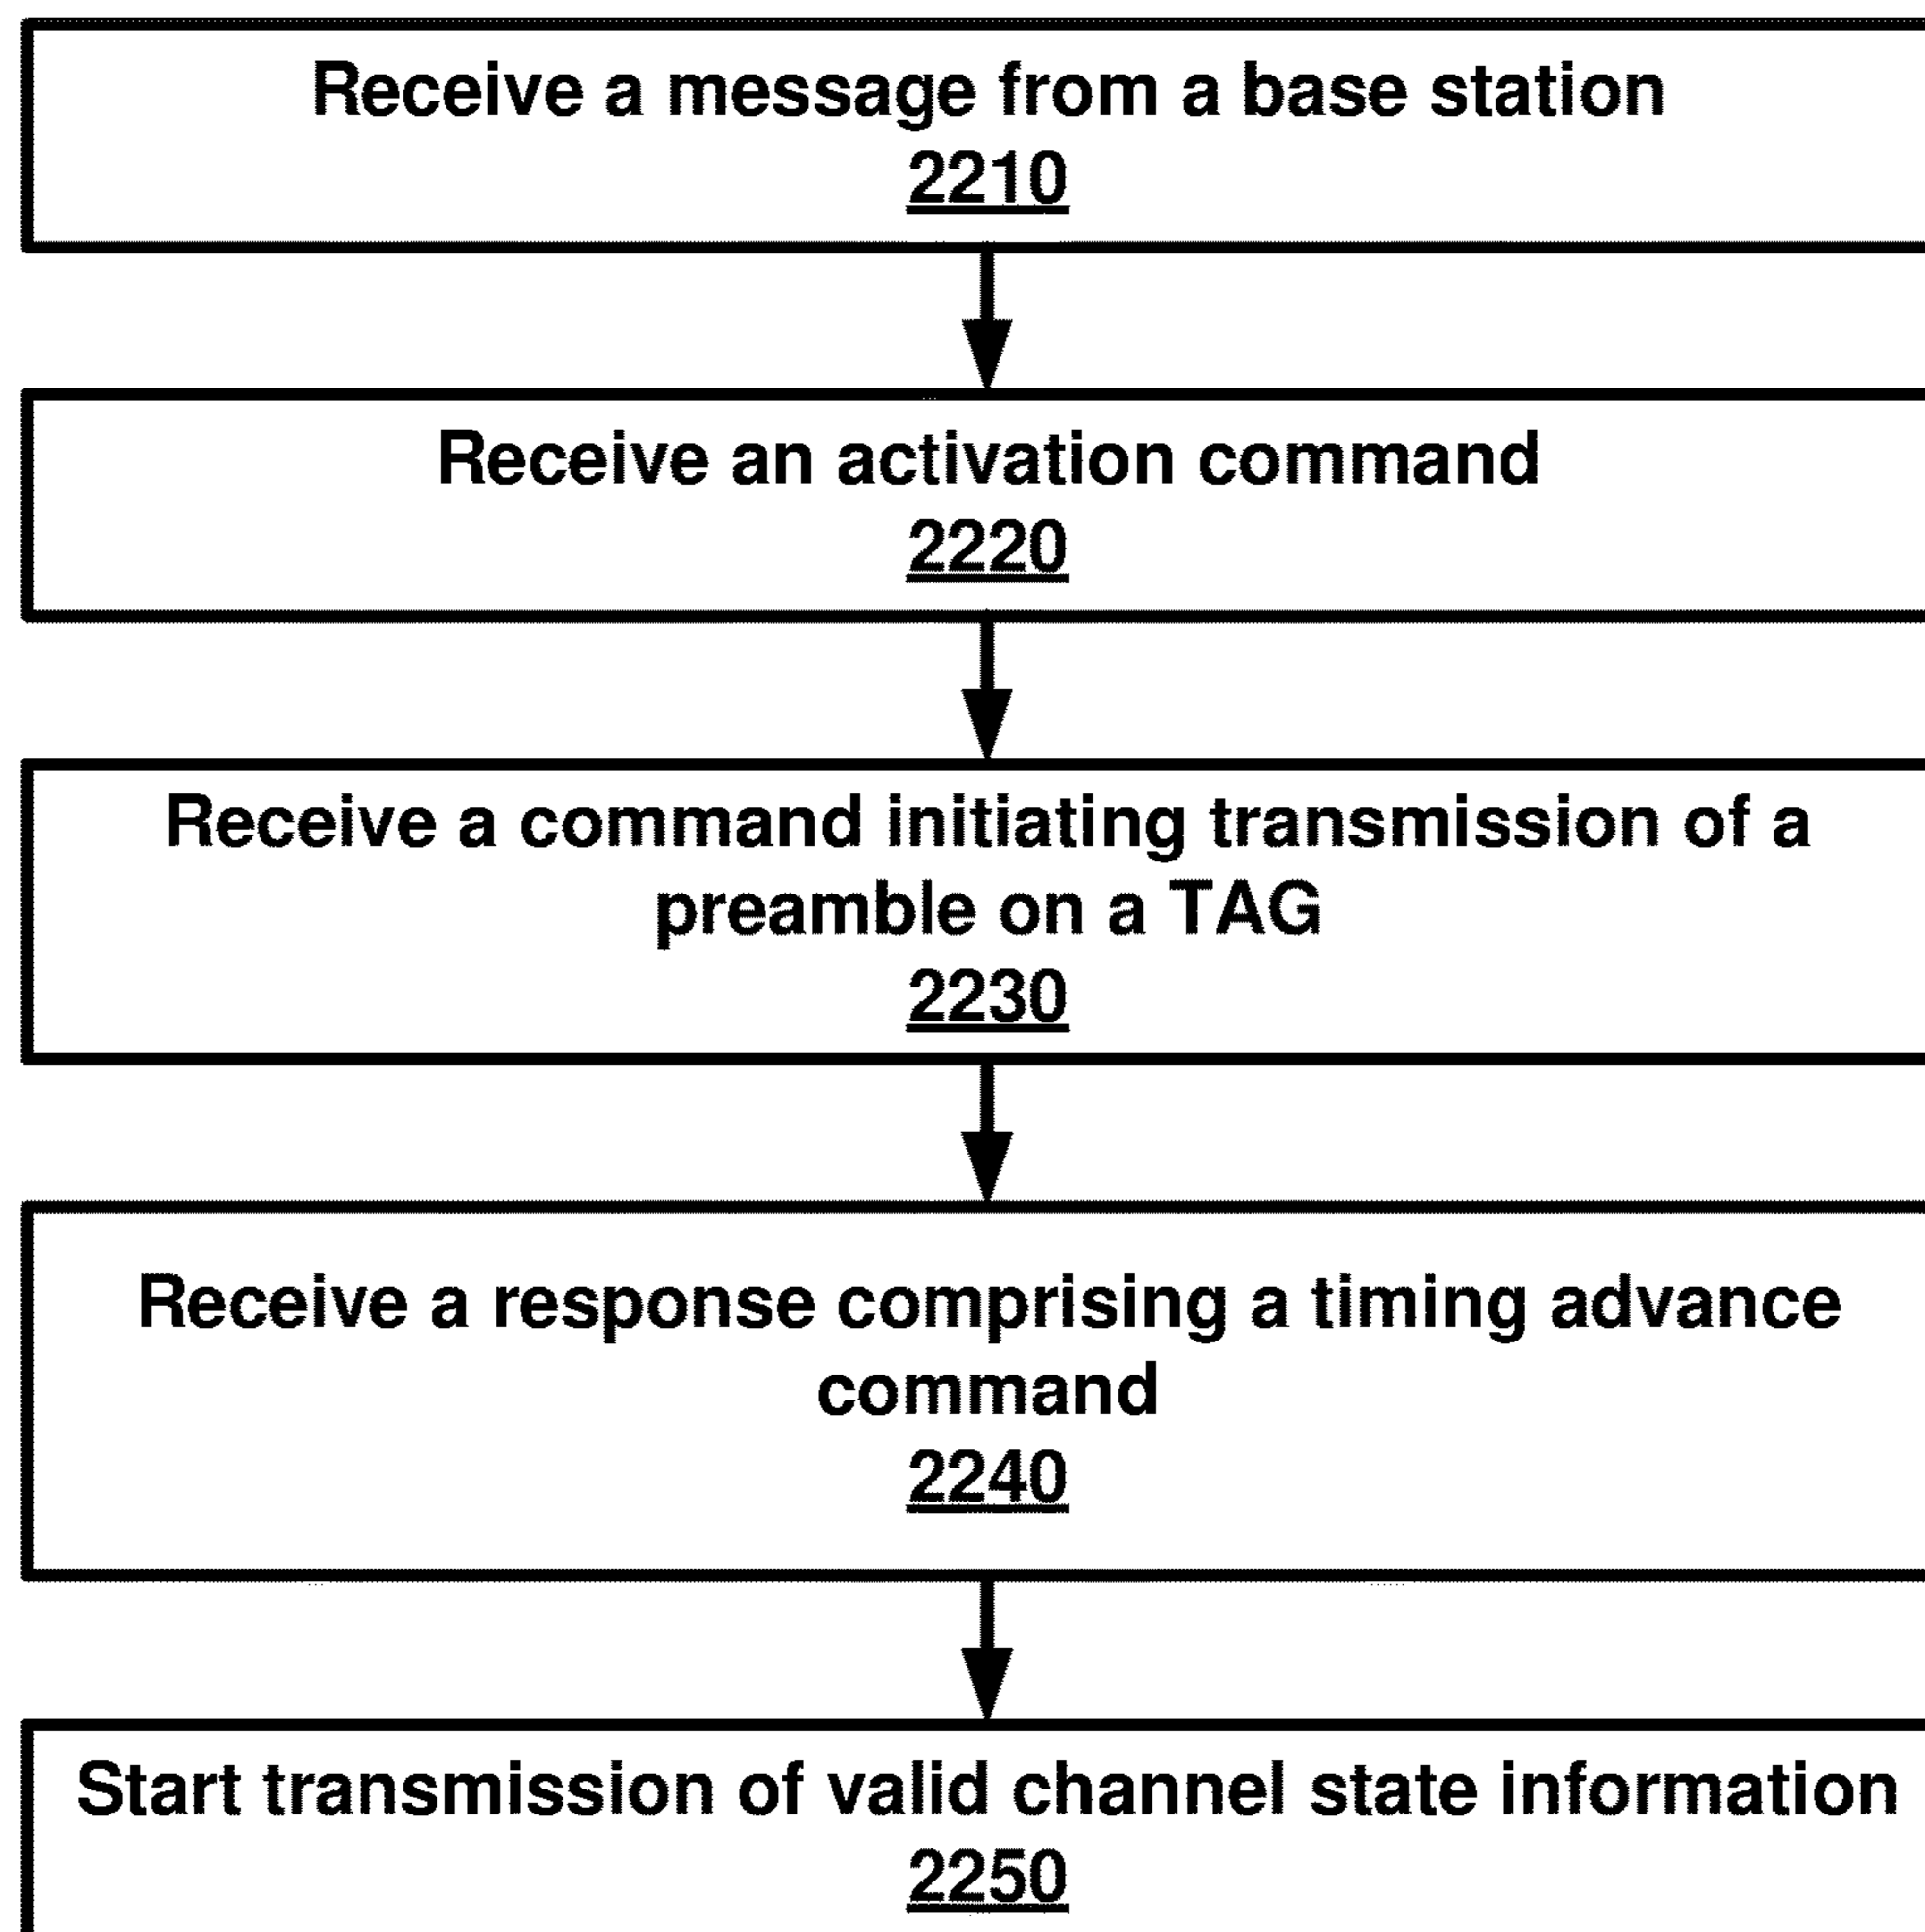 Receive a message from a base station
2210
Receive an activation command
2220
Receive a command initiating transmission of a
preamble on a TAG
2230
Receive a response comprising a timing advance
command
2240
Start transmission of valid channel state information
2250